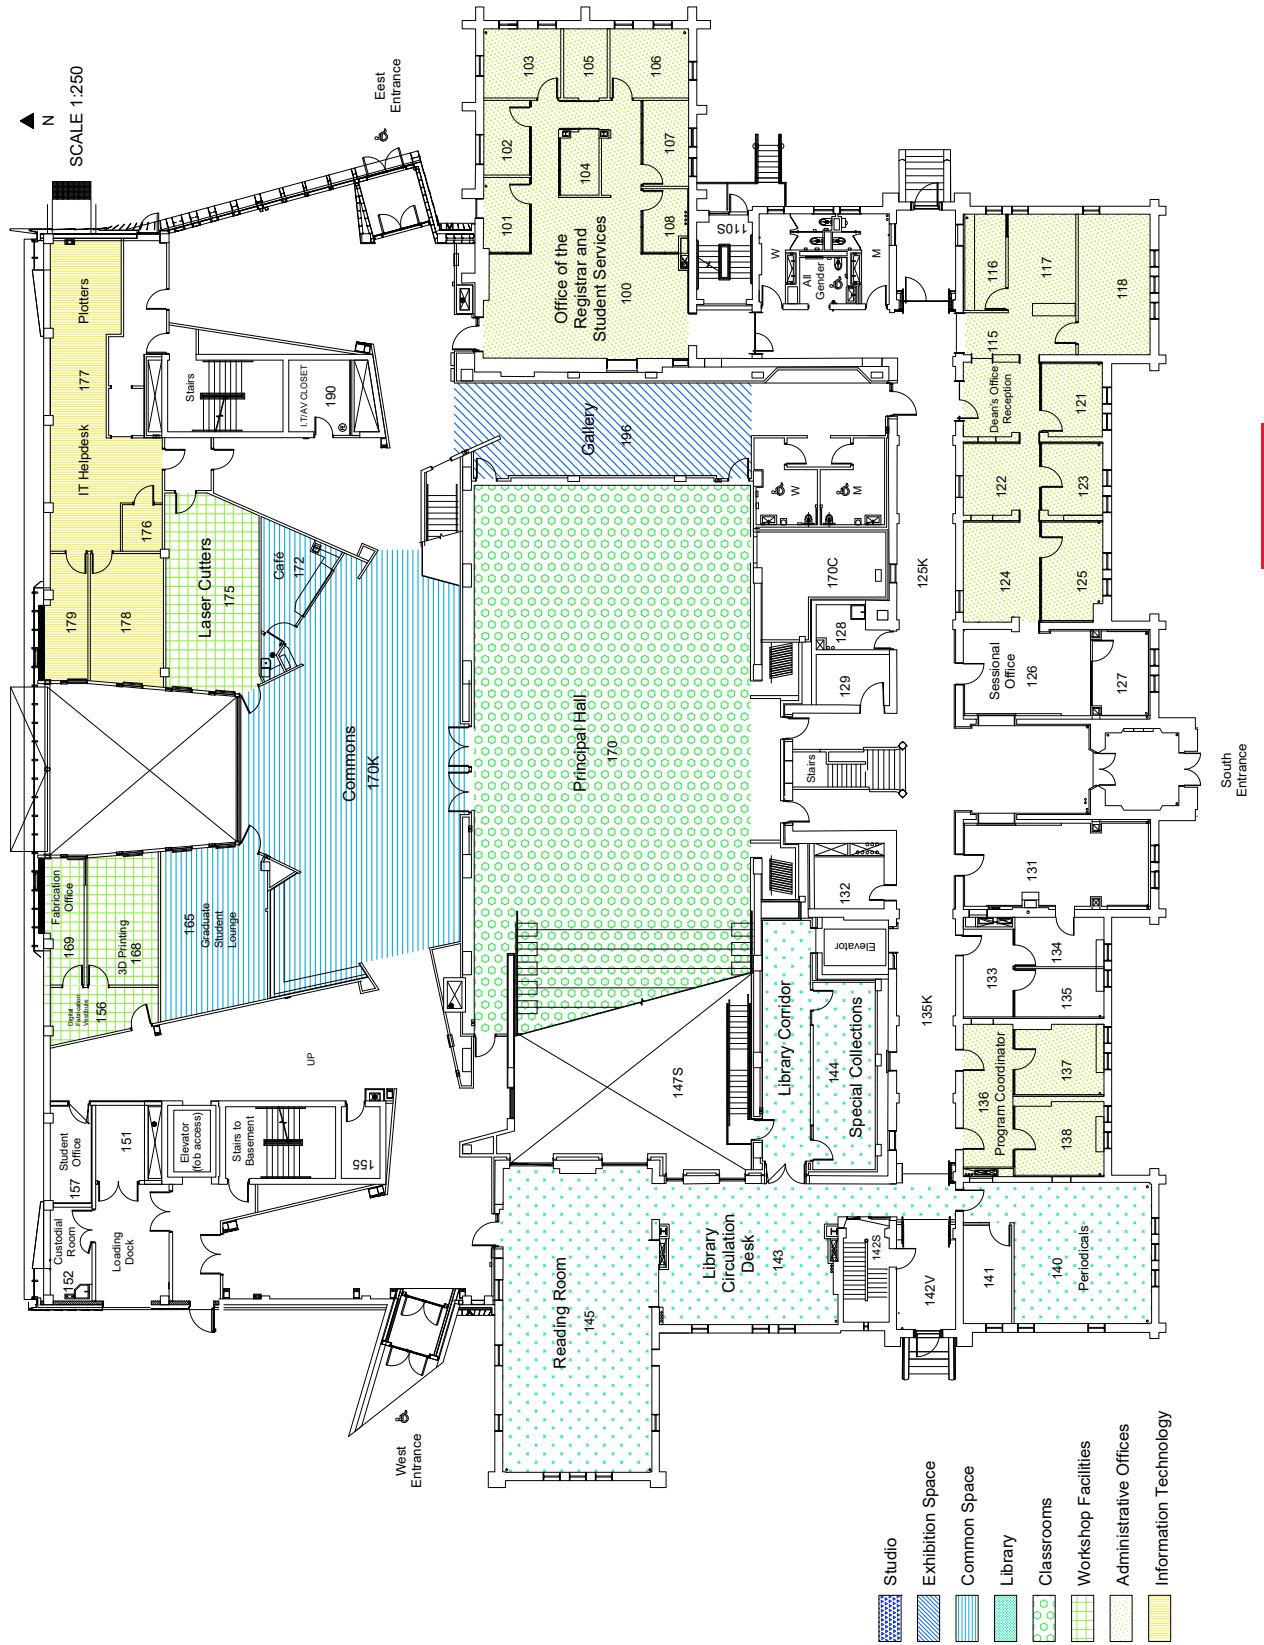 N
SCALE 1:250
Eest
Entrance
103
105
106
102
107
104
101
108
Office of the
Registrar and
Student Services
100
110S
W
All
Gender
M
116
117
118
115
Dean's Office
Reception
121
122
123
124
125
125K
Plotters
177
IT Helpdesk
176
179
178
Stairs
I.T/AV CLOSET
190
Laser Cutters
175
Café
172
Gallery
196
W
M
170C
128
129
Sessional
Office
126
127
Commons
170K
Principal Hall
170
Stairs
South
Entrance
131
132
133
134
135
Elevator
135K
Fabrication
Office
169
3D Printing
168
Digital
Fabrication
Vestibule
156
165
Graduate
Student
Lounge
UP
147S
Library Corridor
144
Special Collections
136
Program Coordinator
137
138
Student
Office
157
151
Elevator
(fob access)
Stairs to
Basement
155
Custodial
Room
152
Loading
Dock
Reading Room
145
Library
Circulation
Desk
143
142S
142V
141
140
Periodicals
West
Entrance
Studio
Exhibition Space
Common Space
Library
Classrooms
Workshop Facilities
Administrative Offices
Information Technology